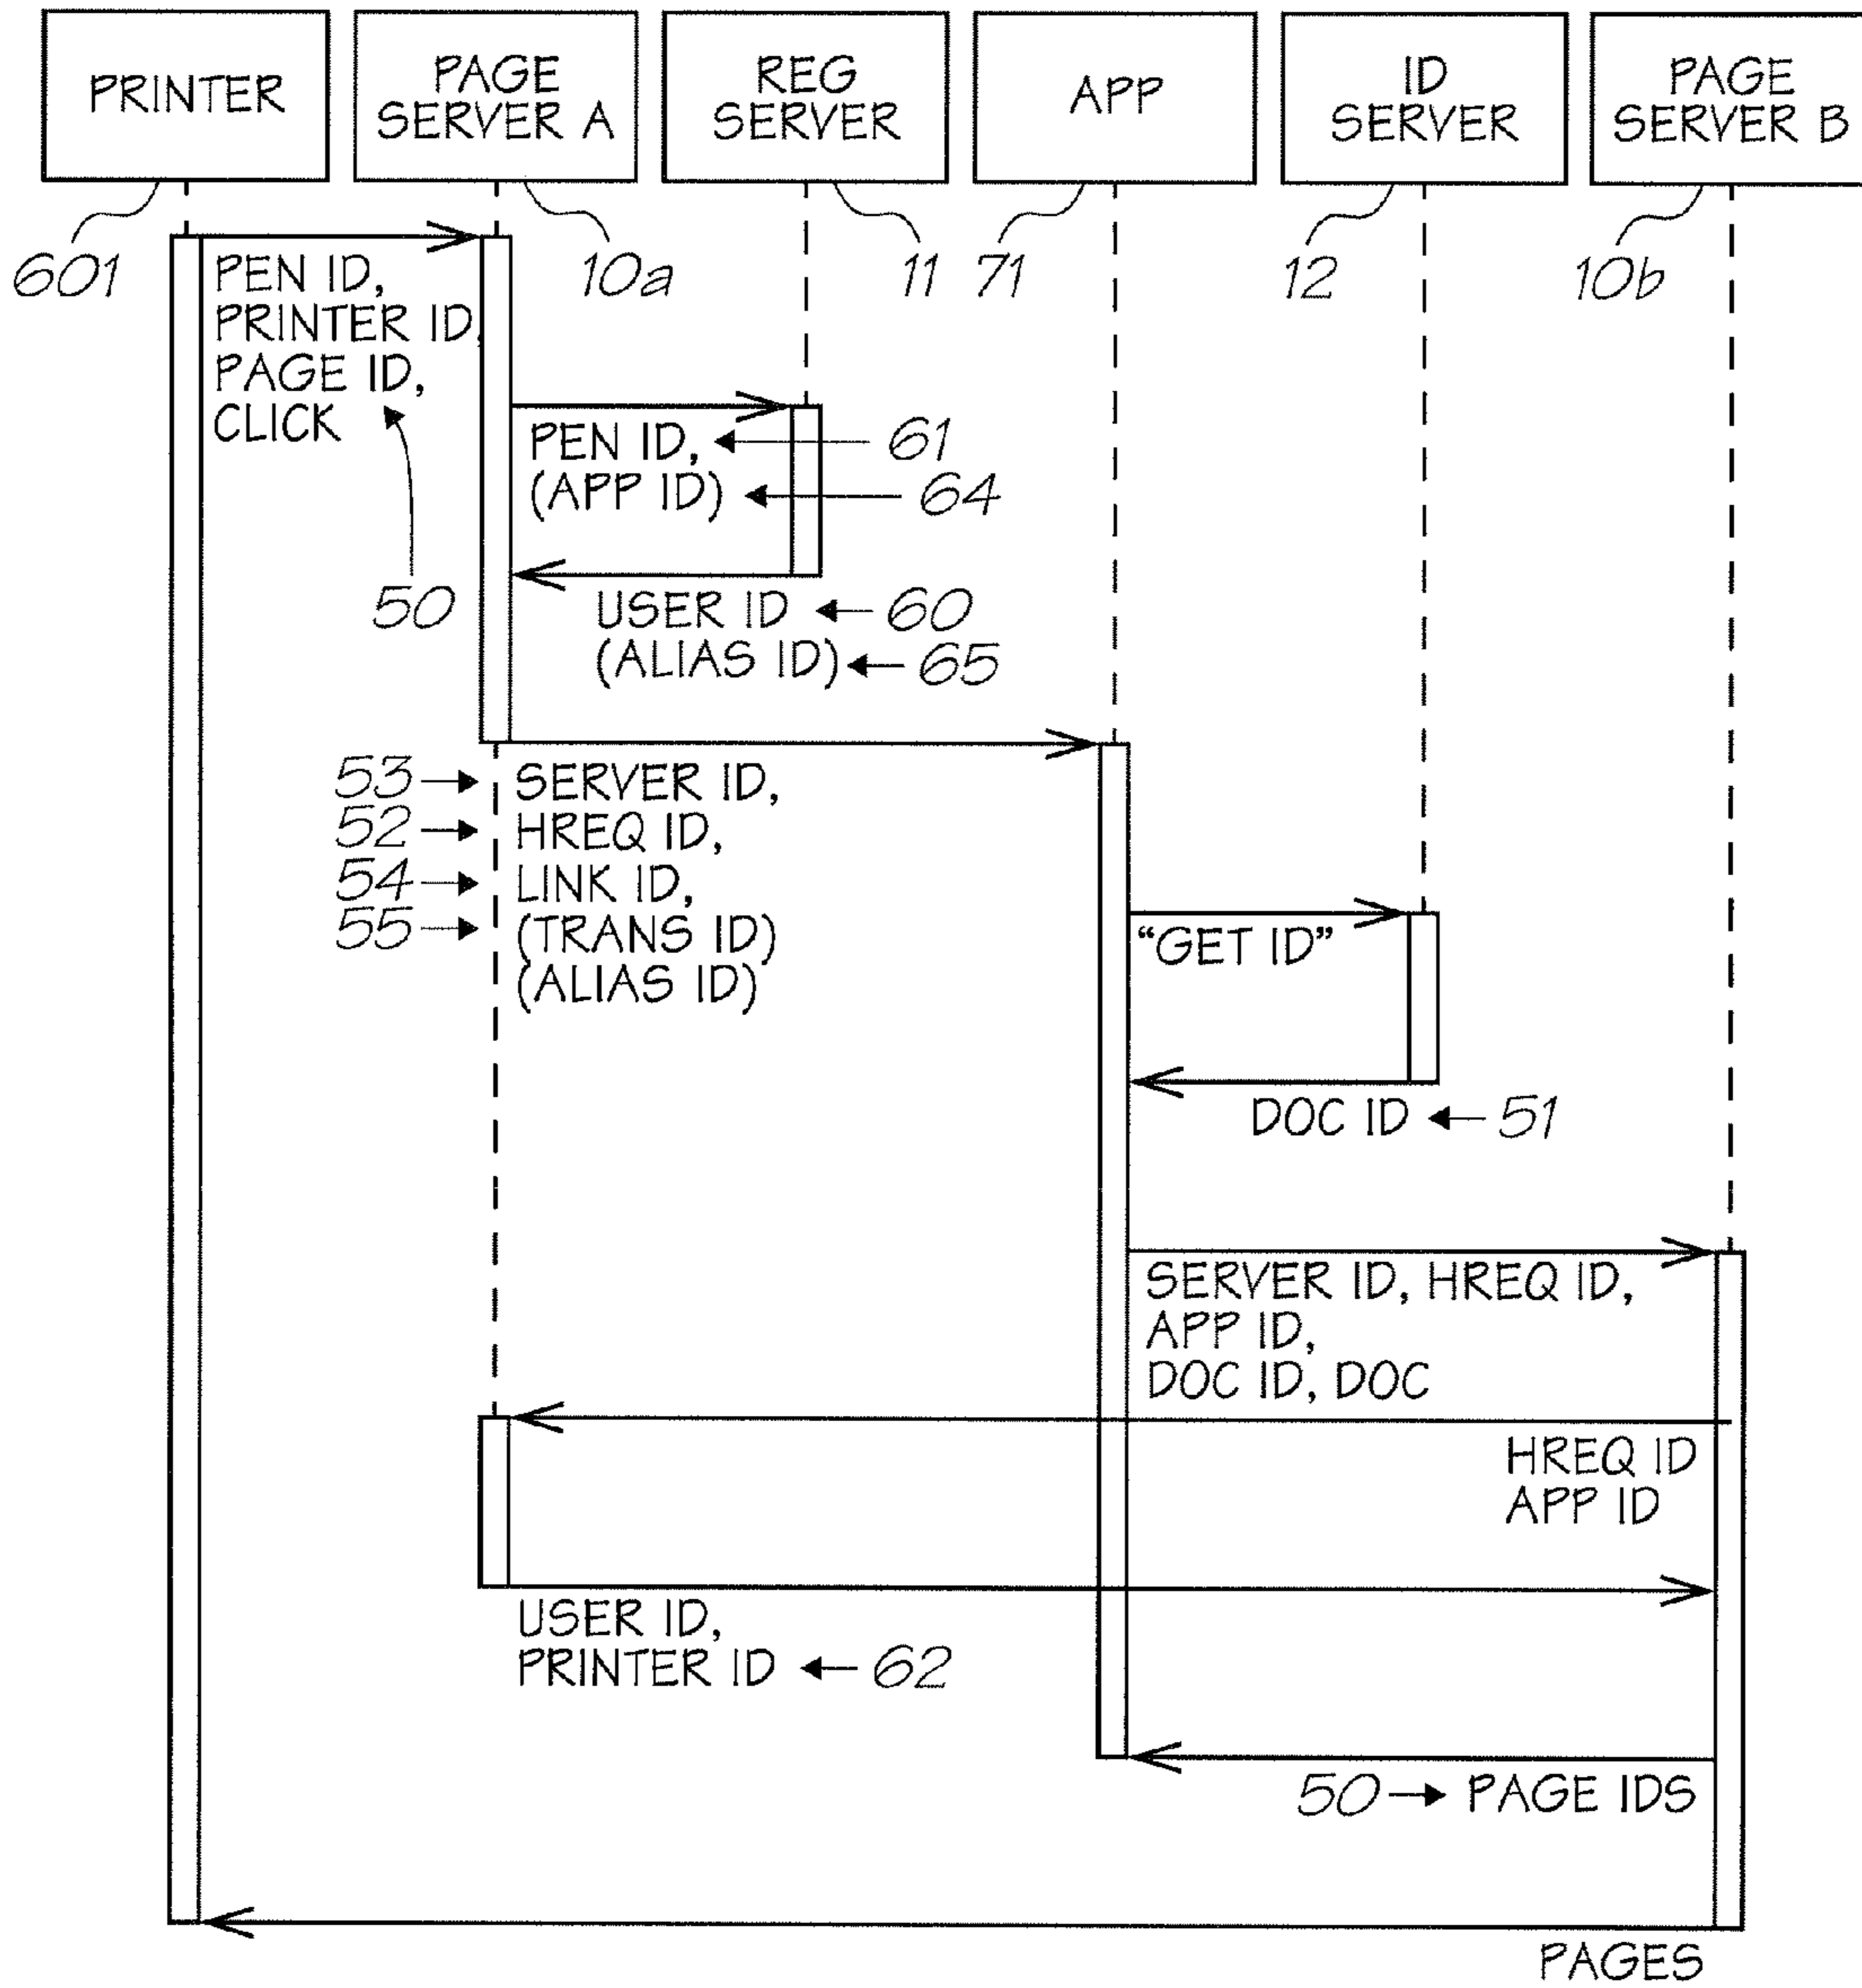 PRINTER
PAGE
SERVER A
REG
SERVER
APP
ID
SERVER
PAGE
SERVER B
601
10a
11
71
12
10b
PEN ID,
PRINTER ID,
PAGE ID,
CLICK
50
PEN ID,
61
(APP ID)
64
USER ID
60
(ALIAS ID)
65
53
SERVER ID,
52
HREQ ID,
54
LINK ID,
55
(TRANS ID)
(ALIAS ID)
“GET ID”
DOC ID
51
SERVER ID, HREQ ID,
APP ID,
DOC ID, DOC
HREQ ID
APP ID
USER ID,
PRINTER ID
62
50
PAGE IDS
PAGES